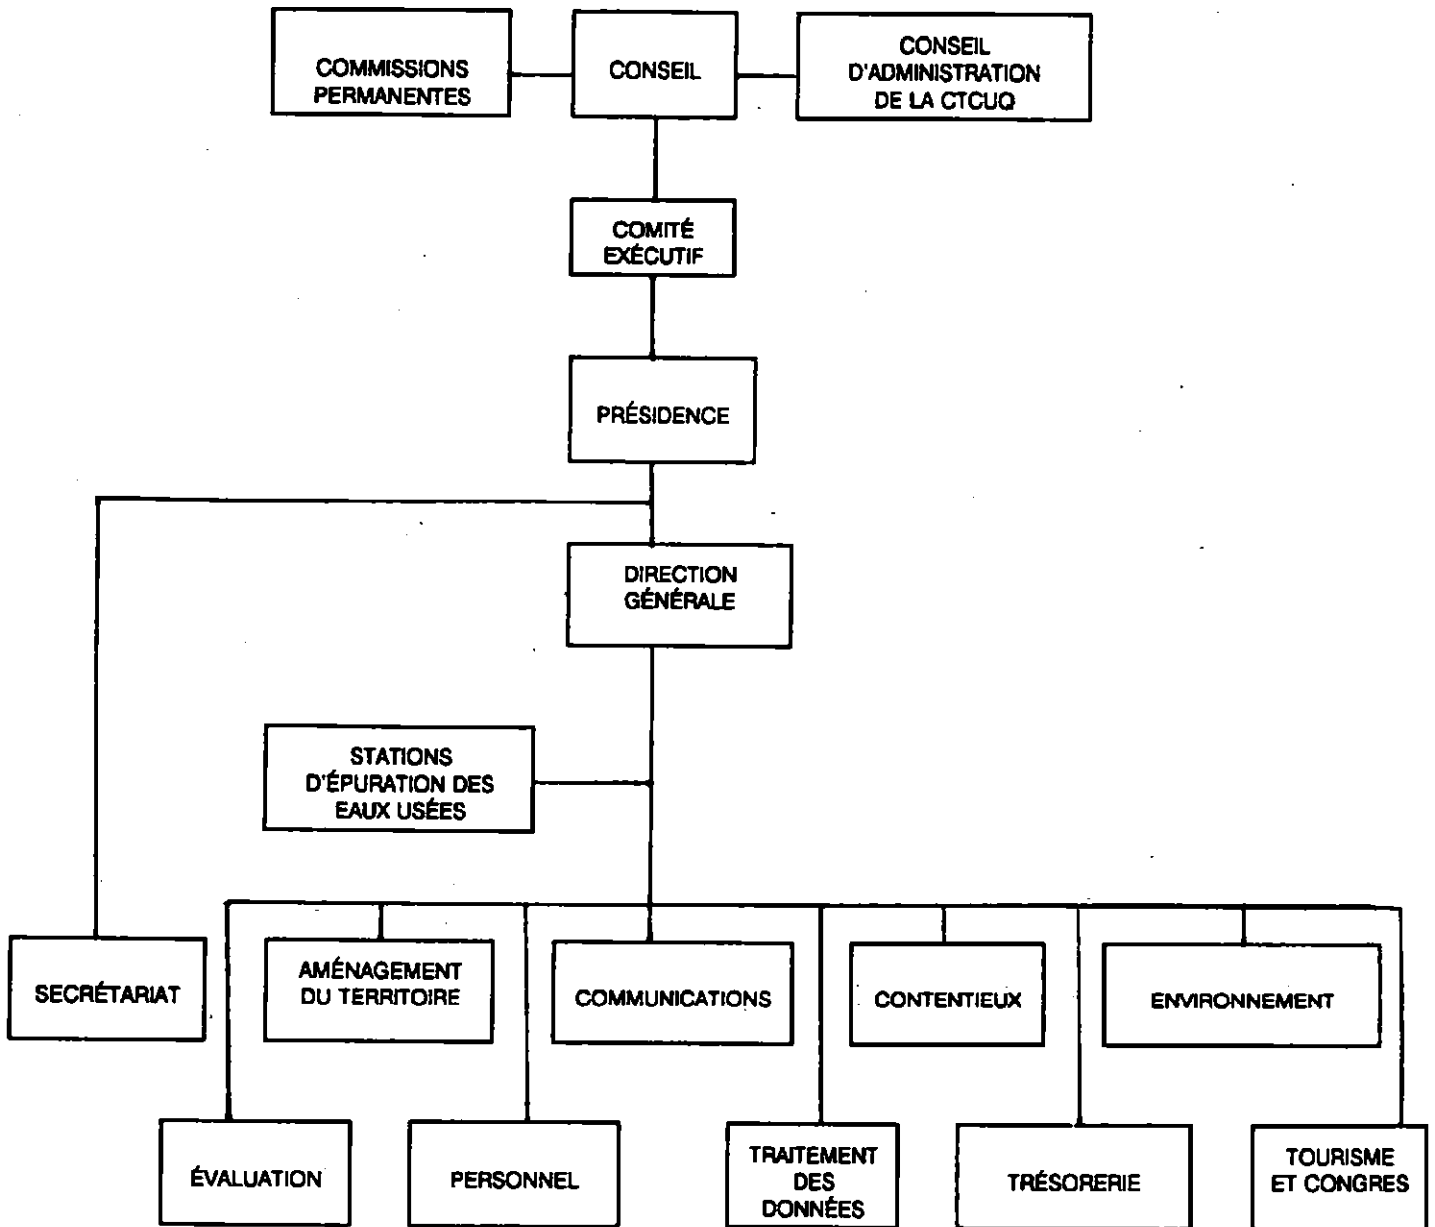 COMMISSIONS
PERMANENTES
CONSEIL
CONSEIL
D'ADMINISTRATION
DE LA CTCUQ
COMITÉ
EXÉCUTIF
PRÉSIDENCE
DIRECTION
GÉNÉRALE
STATIONS
D'ÉPURATION DES
EAUX USÉES
SECRÉTARIAT
AMÉNAGEMENT
DU TERRITOIRE
COMMUNICATIONS
CONTENTIEUX
ENVIRONNEMENT
ÉVALUATION
PERSONNEL
TRAITEMENT
DES
DONNÉES
TRÉSORERIE
TOURISME
ET CONGRES